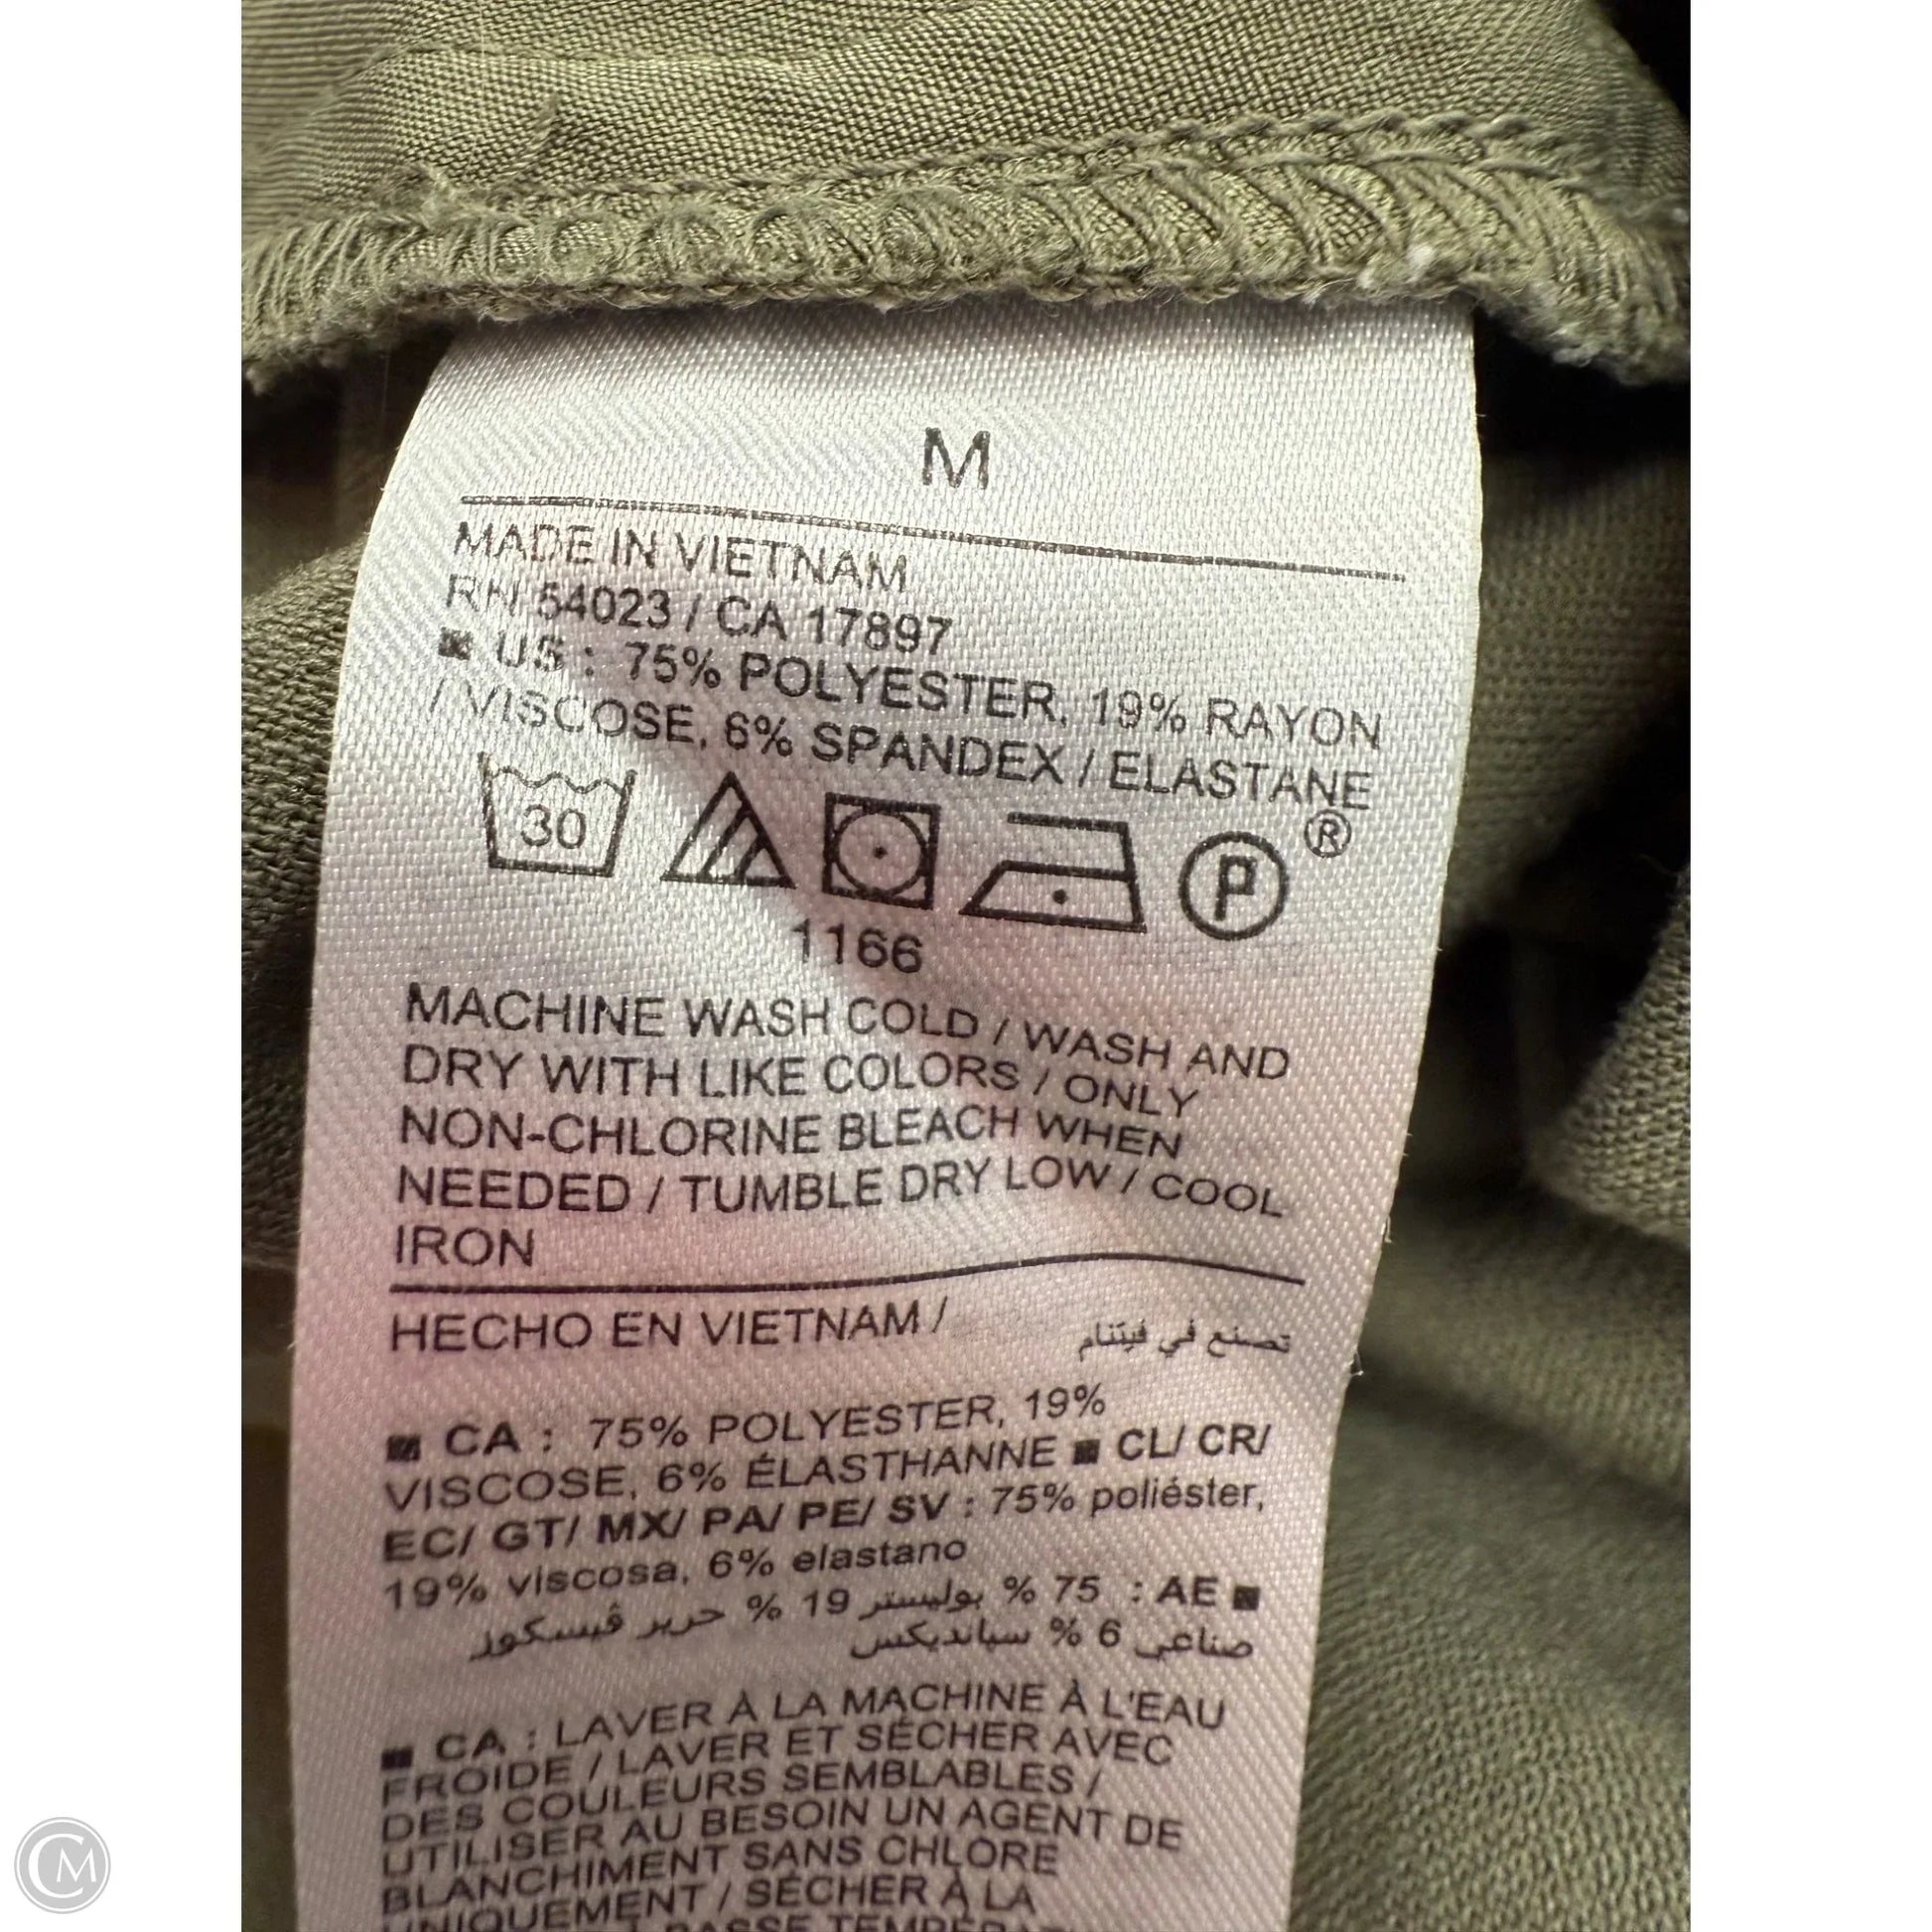 M
MADE IN VIETNAM
RN 54023 / CA 17897
■ US : 75% POLYESTER, 19% RAYON
/ VISCOSE, 6% SPANDEX / ELASTANE
30
P
®
1166
MACHINE WASH COLD / WASH AND
DRY WITH LIKE COLORS / ONLY
NON-CHLORINE BLEACH WHEN
NEEDED / TUMBLE DRY LOW / COOL
IRON
HECHO EN VIETNAM / تصنع في فيتنام
■ CA : 75% POLYESTER, 19%
VISCOSE, 6% ÉLASTHANNE ■ CL/ CR/
EC/ GT/ MX/ PA/ PE/ SV : 75% poliéster,
19% viscosa, 6% elastano
■ AE : 75 % بوليستر 19 % حرير ڤيسكوز
صناعي 6 % سباندیکس
■ CA : LAVER À LA MACHINE À L'EAU
FROIDE / LAVER ET SÉCHER AVEC
DES COULEURS SEMBLABLES /
UTILISER AU BESOIN UN AGENT DE
BLANCHIMENT SANS CHLORE
UNIQUEMENT / SÉCHER À LA
CM